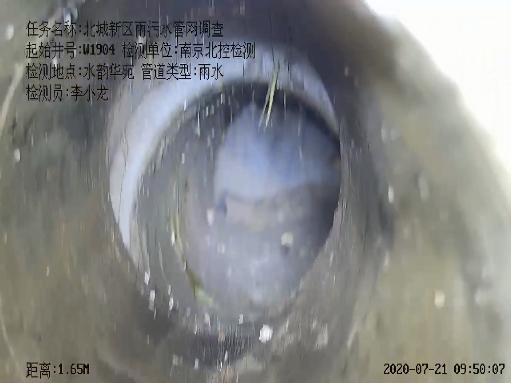 任务名称:北城新区雨污水管网调查
起始井号:W1904 检测单位:南京北控检测
检测地点:水韵华苑 管道类型:雨水
检测员:李小龙
距离:1.65M
2020-07-21 09:50:07